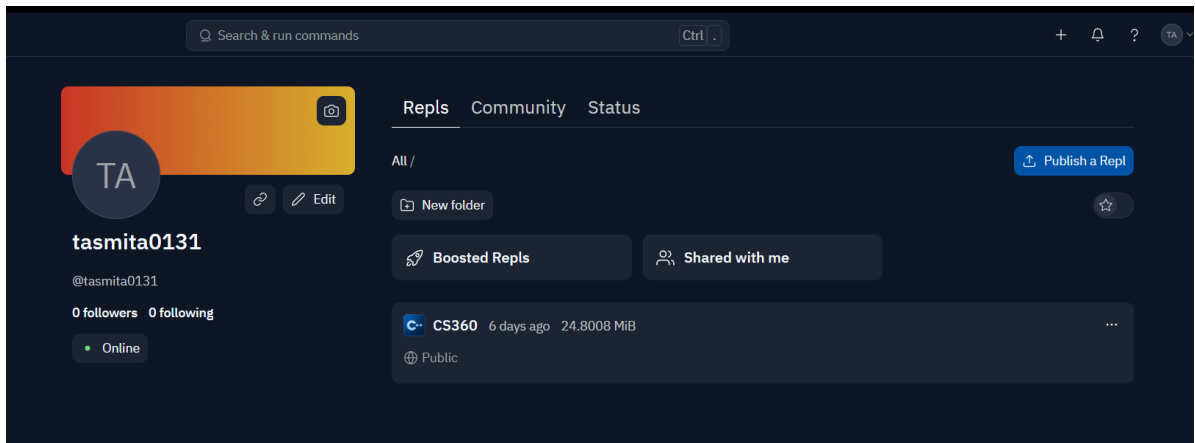 Search & run commands Ctrl .
TA
Repls Community Status
All /
Publish a Repl
TA
Edit
New folder
tasmita0131
Boosted Repls Shared with me
@tasmita0131
0 followers 0 following
CS360 6 days ago 24.8008 MiB
Online
Public